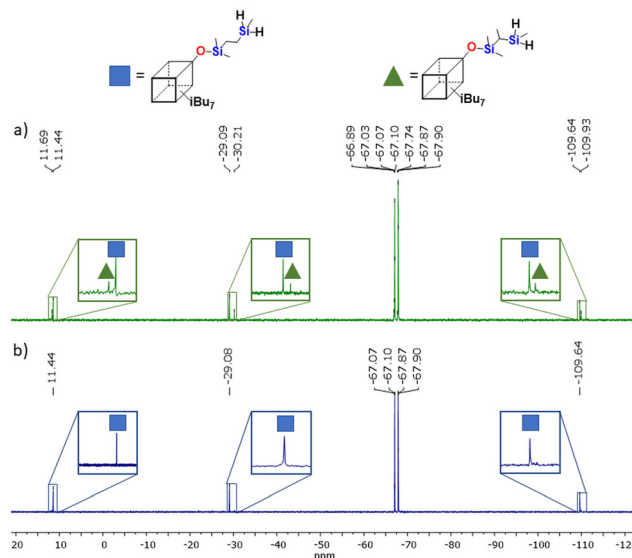 H
Si
H
O
Si
=
iBu7
H
Si
H
O
Si
=
iBu7
a)
11.69
11.44
-29.09
-30.21
-66.89
-67.03
-67.07
-67.10
-67.74
-67.87
-67.90
-109.64
-109.93
b)
11.44
-29.08
-67.07
-67.10
-67.87
-67.90
-109.64
20 10 0 -10 -20 -30 -40 -50 -60 -70 -80 -90 -100 -110 -12
ppm